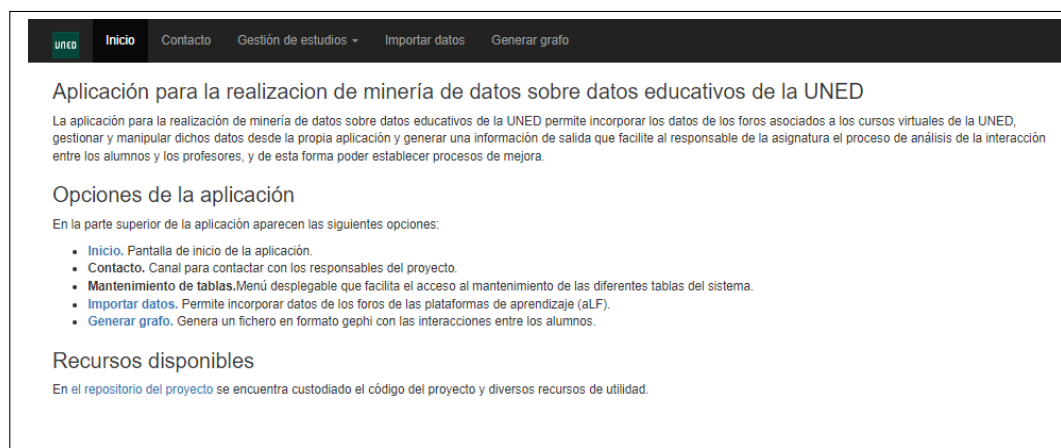 UNED Inicio Contacto Gestión de estudios Importar datos Generar grafo
Aplicación para la realizacion de minería de datos sobre datos educativos de la UNED
La aplicación para la realización de minería de datos sobre datos educativos de la UNED permite incorporar los datos de los foros asociados a los cursos virtuales de la UNED,
gestionar y manipular dichos datos desde la propia aplicación y generar una información de salida que facilite al responsable de la asignatura el proceso de análisis de la interacción
entre los alumnos y los profesores, y de esta forma poder establecer procesos de mejora.
Opciones de la aplicación
En la parte superior de la aplicación aparecen las siguientes opciones:
• Inicio. Pantalla de inicio de la aplicación.
• Contacto. Canal para contactar con los responsables del proyecto.
• Mantenimiento de tablas.Menú desplegable que facilita el acceso al mantenimiento de las diferentes tablas del sistema.
• Importar datos. Permite incorporar datos de los foros de las plataformas de aprendizaje (aLF).
• Generar grafo. Genera un fichero en formato gephi con las interacciones entre los alumnos.
Recursos disponibles
En el repositorio del proyecto se encuentra custodiado el código del proyecto y diversos recursos de utilidad.